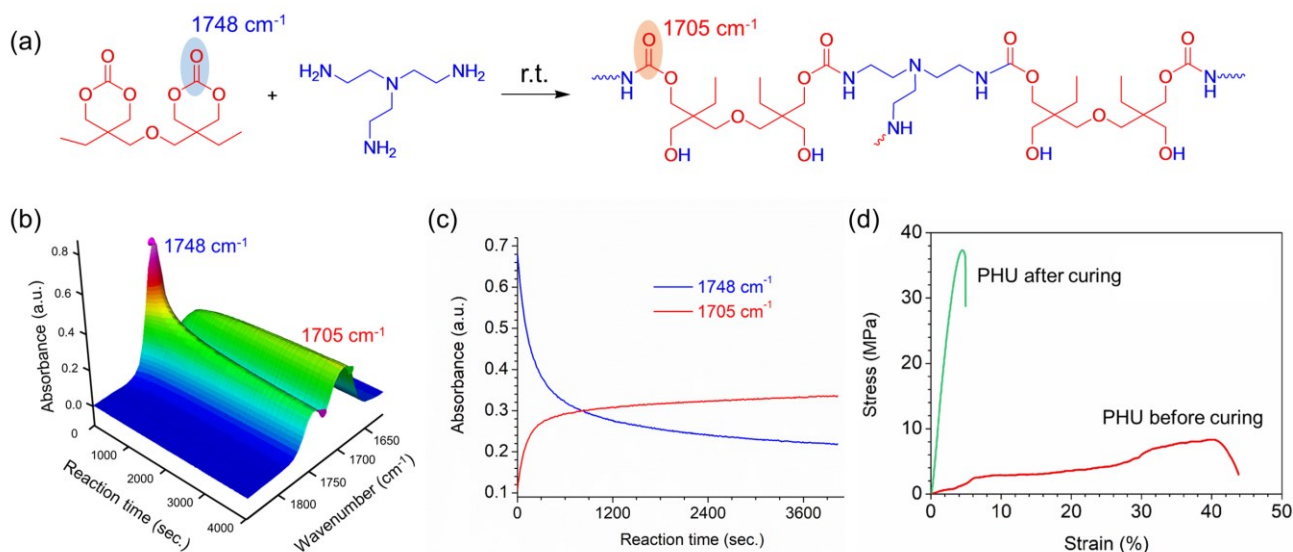 (a)
1748 cm⁻¹
1705 cm⁻¹
O O
O O O O
O
+
H₂N NH₂
N
NH₂
r.t.
O O O O
N H O O N H N N H O O N H
O O
NH
OH OH OH OH
(b)
1748 cm⁻¹
1705 cm⁻¹
Absorbance (a.u.)
0.8
0.6
0.4
0.2
0.0
0
1000
2000
3000
4000
Reaction time (sec.)
1800
1750
1700
1650
Wavenumber (cm⁻¹)
(c)
Absorbance (a.u.)
0.7
0.6
0.5
0.4
0.3
0.2
0.1
1748 cm⁻¹
1705 cm⁻¹
0 1200 2400 3600
Reaction time (sec.)
(d)
Stress (MPa)
40
30
20
10
0
PHU after curing
PHU before curing
0 10 20 30 40 50
Strain (%)